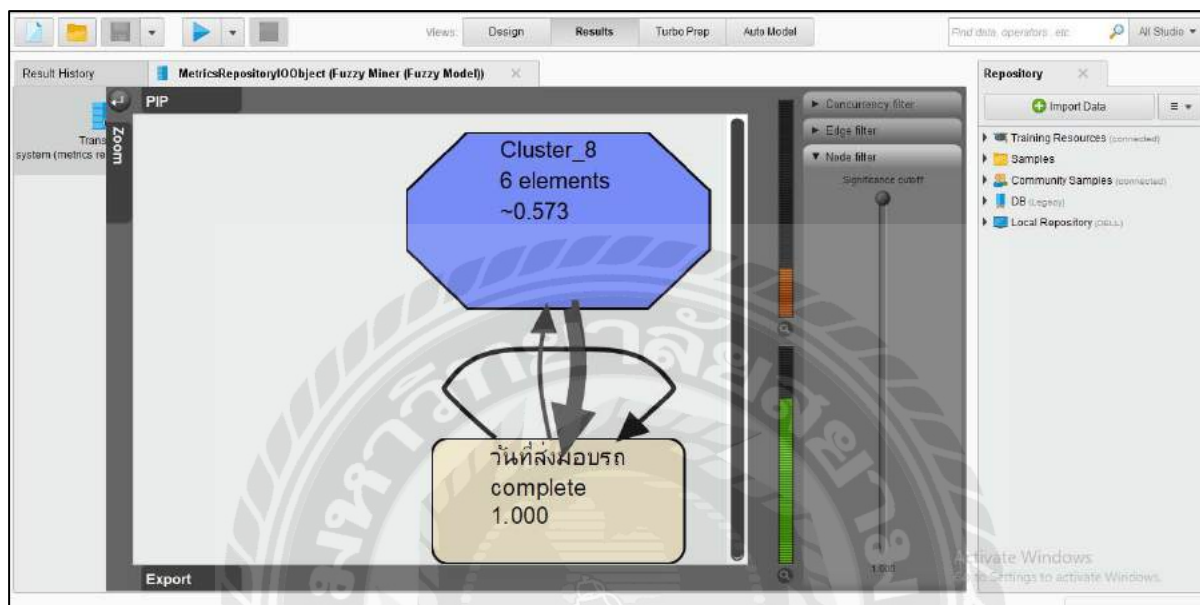 Views:
Design
Results
Turbo Prep
Auto Model
Find data, operators...etc
All Studio
Result History
MetricsRepositoryIOObject (Fuzzy Miner (Fuzzy Model))
Repository
PIP
Zoom
Trans
system (metrics re
Cluster_8
6 elements
~0.573
วันที่ส่งมอบรถ
complete
1.000
Export
Concurrency filter
Edge filter
Node filter
Significance cutoff
1.000
Import Data
Training Resources (connected)
Samples
Community Samples (connected)
DB (Legacy)
Local Repository (DELL)
Activate Windows
Go to Settings to activate Windows.